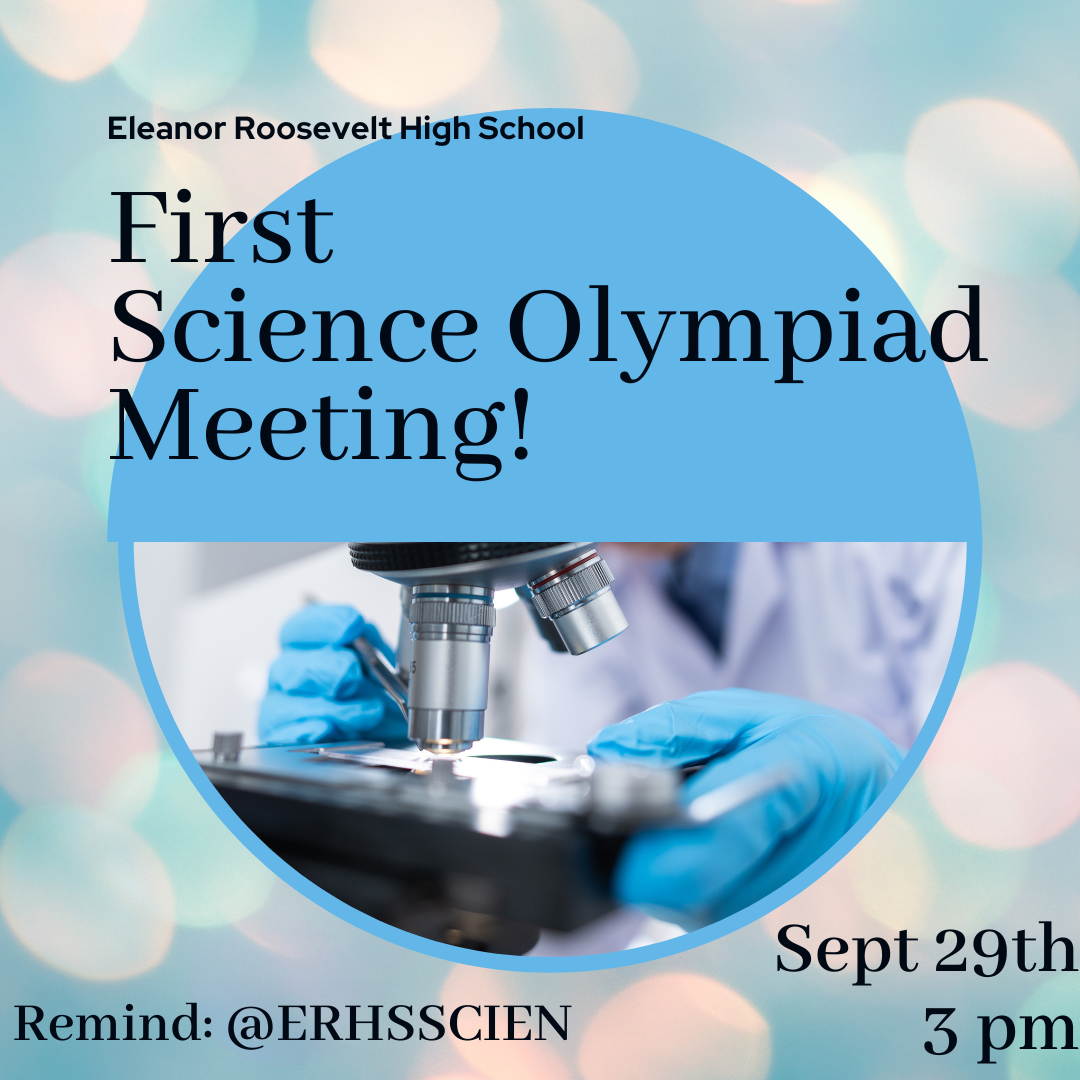 Eleanor Roosevelt High School
First
Science Olympiad
Meeting!
Sept 29th
3 pm
Remind: @ERHSSCIEN